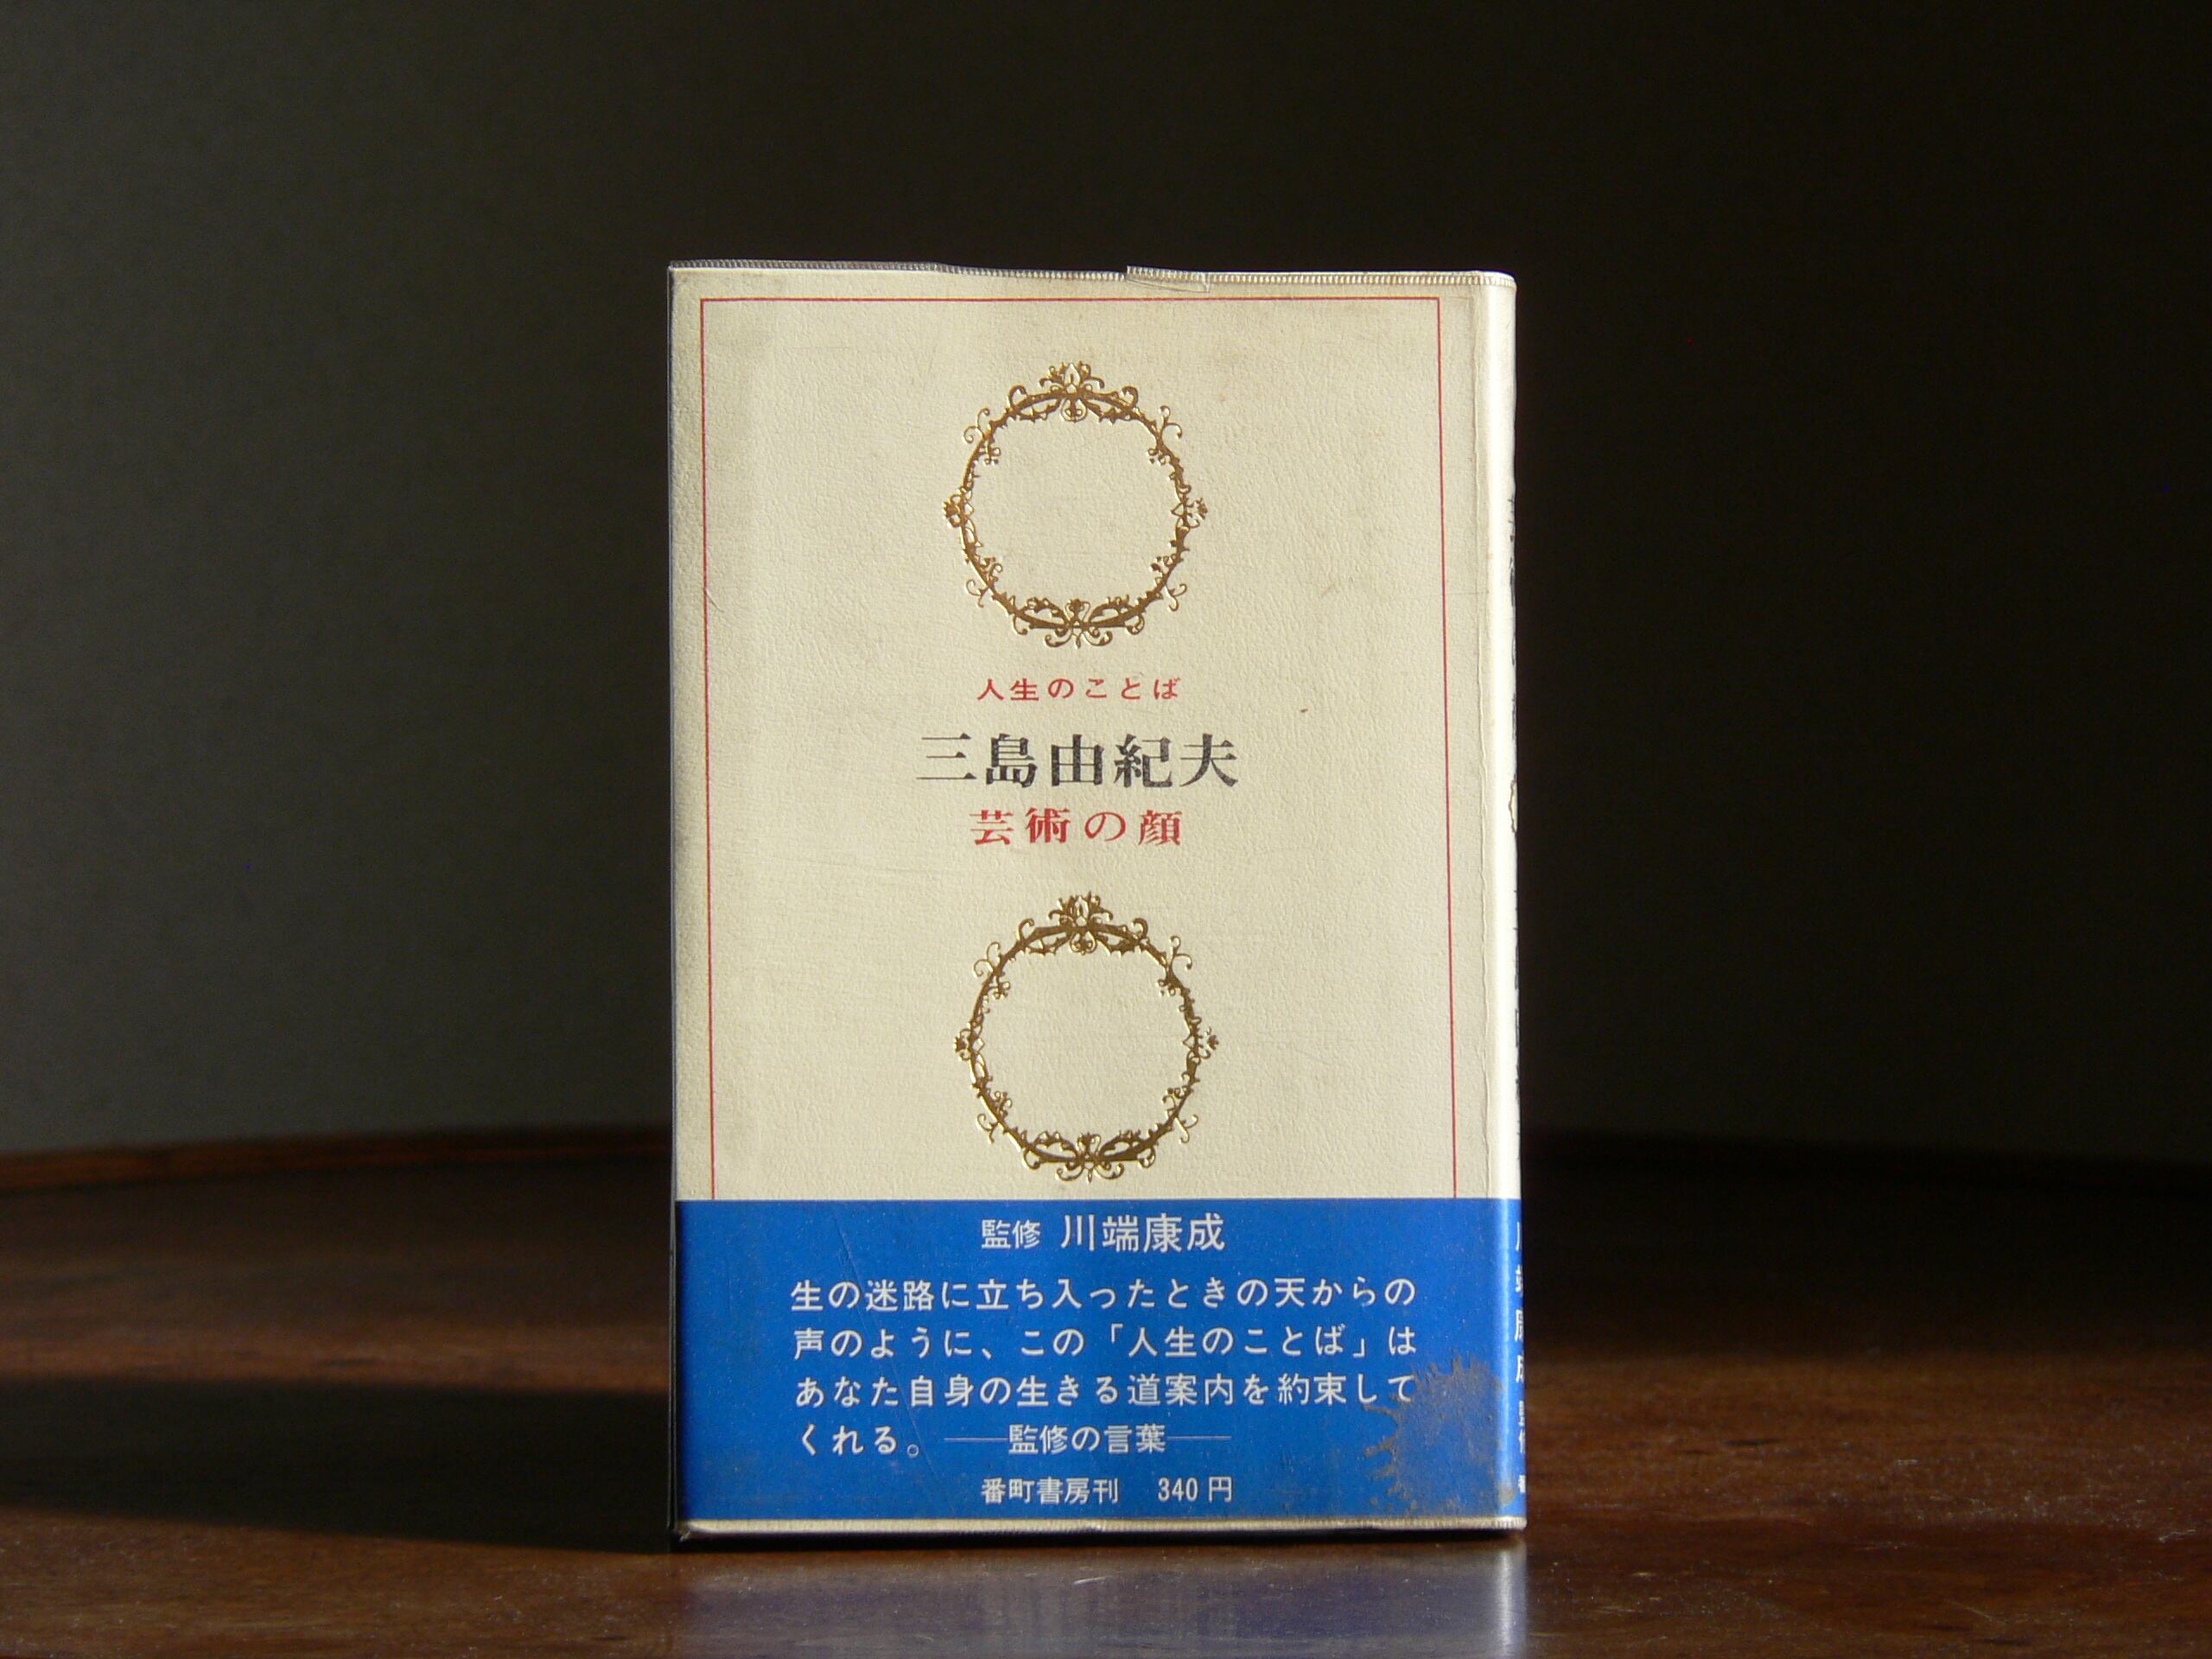 人生のことば
三島由紀夫
芸術の顔
監修 川端康成
生の迷路に立ち入ったときの天からの
声のように、この「人生のことば」は
あなた自身の生きる道案内を約束して
くれる。――監修の言葉――
番町書房刊 340円